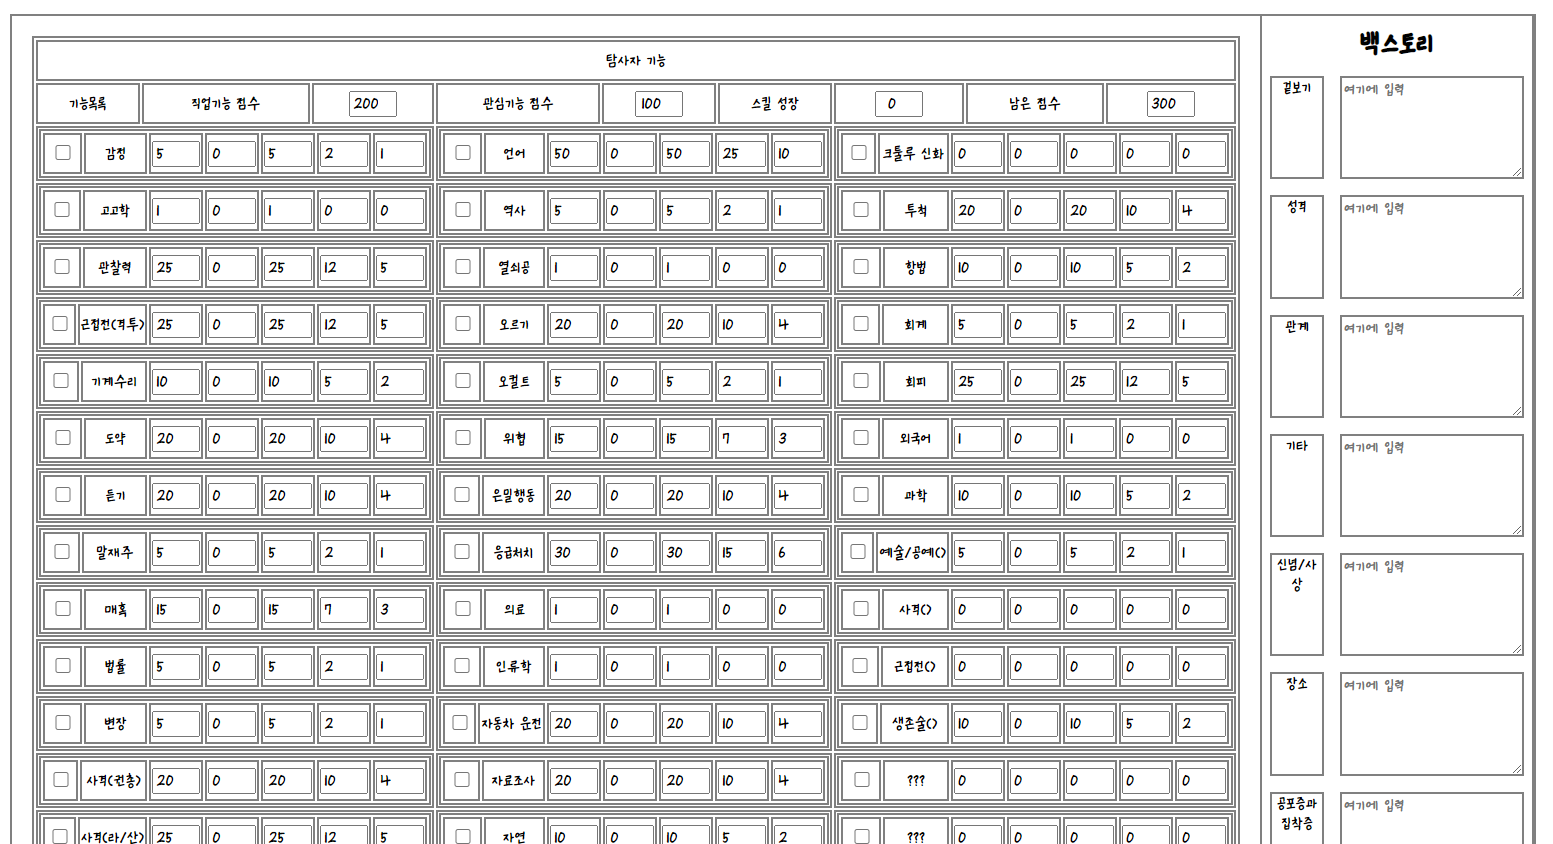 탐사자 기능
기능목록 직업기능 점수 200 관심기능 점수 100 스킬 성장 0 남은 점수 300
감정 5 0 5 2 1 언어 50 0 50 25 10 크툴루 신화 0 0 0 0 0
고고학 1 0 1 0 0 역사 5 0 5 2 1 투척 20 0 20 10 4
관찰력 25 0 25 12 5 열쇠공 1 0 1 0 0 항법 10 0 10 5 2
근접전(격투) 25 0 25 12 5 오르기 20 0 20 10 4 회계 5 0 5 2 1
기계수리 10 0 10 5 2 오컬트 5 0 5 2 1 회피 25 0 25 12 5
도약 20 0 20 10 4 위협 15 0 15 7 3 외국어 1 0 1 0 0
듣기 20 0 20 10 4 은밀행동 20 0 20 10 4 과학 10 0 10 5 2
말재주 5 0 5 2 1 응급처치 30 0 30 15 6 예술/공예() 5 0 5 2 1
매혹 15 0 15 7 3 의료 1 0 1 0 0 사격() 0 0 0 0 0
법률 5 0 5 2 1 인류학 1 0 1 0 0 근접전() 0 0 0 0 0
변장 5 0 5 2 1 자동차 운전 20 0 20 10 4 생존술() 10 0 10 5 2
사격(권총) 20 0 20 10 4 자료조사 20 0 20 10 4 ??? 0 0 0 0 0
사격(라/산) 25 0 25 12 5 자연 10 0 10 5 2 ??? 0 0 0 0 0
백스토리
겉보기 여기에 입력
성격 여기에 입력
관계 여기에 입력
기타 여기에 입력
신념/사 여기에 입력
상
장소 여기에 입력
공포증과 여기에 입력
집착증